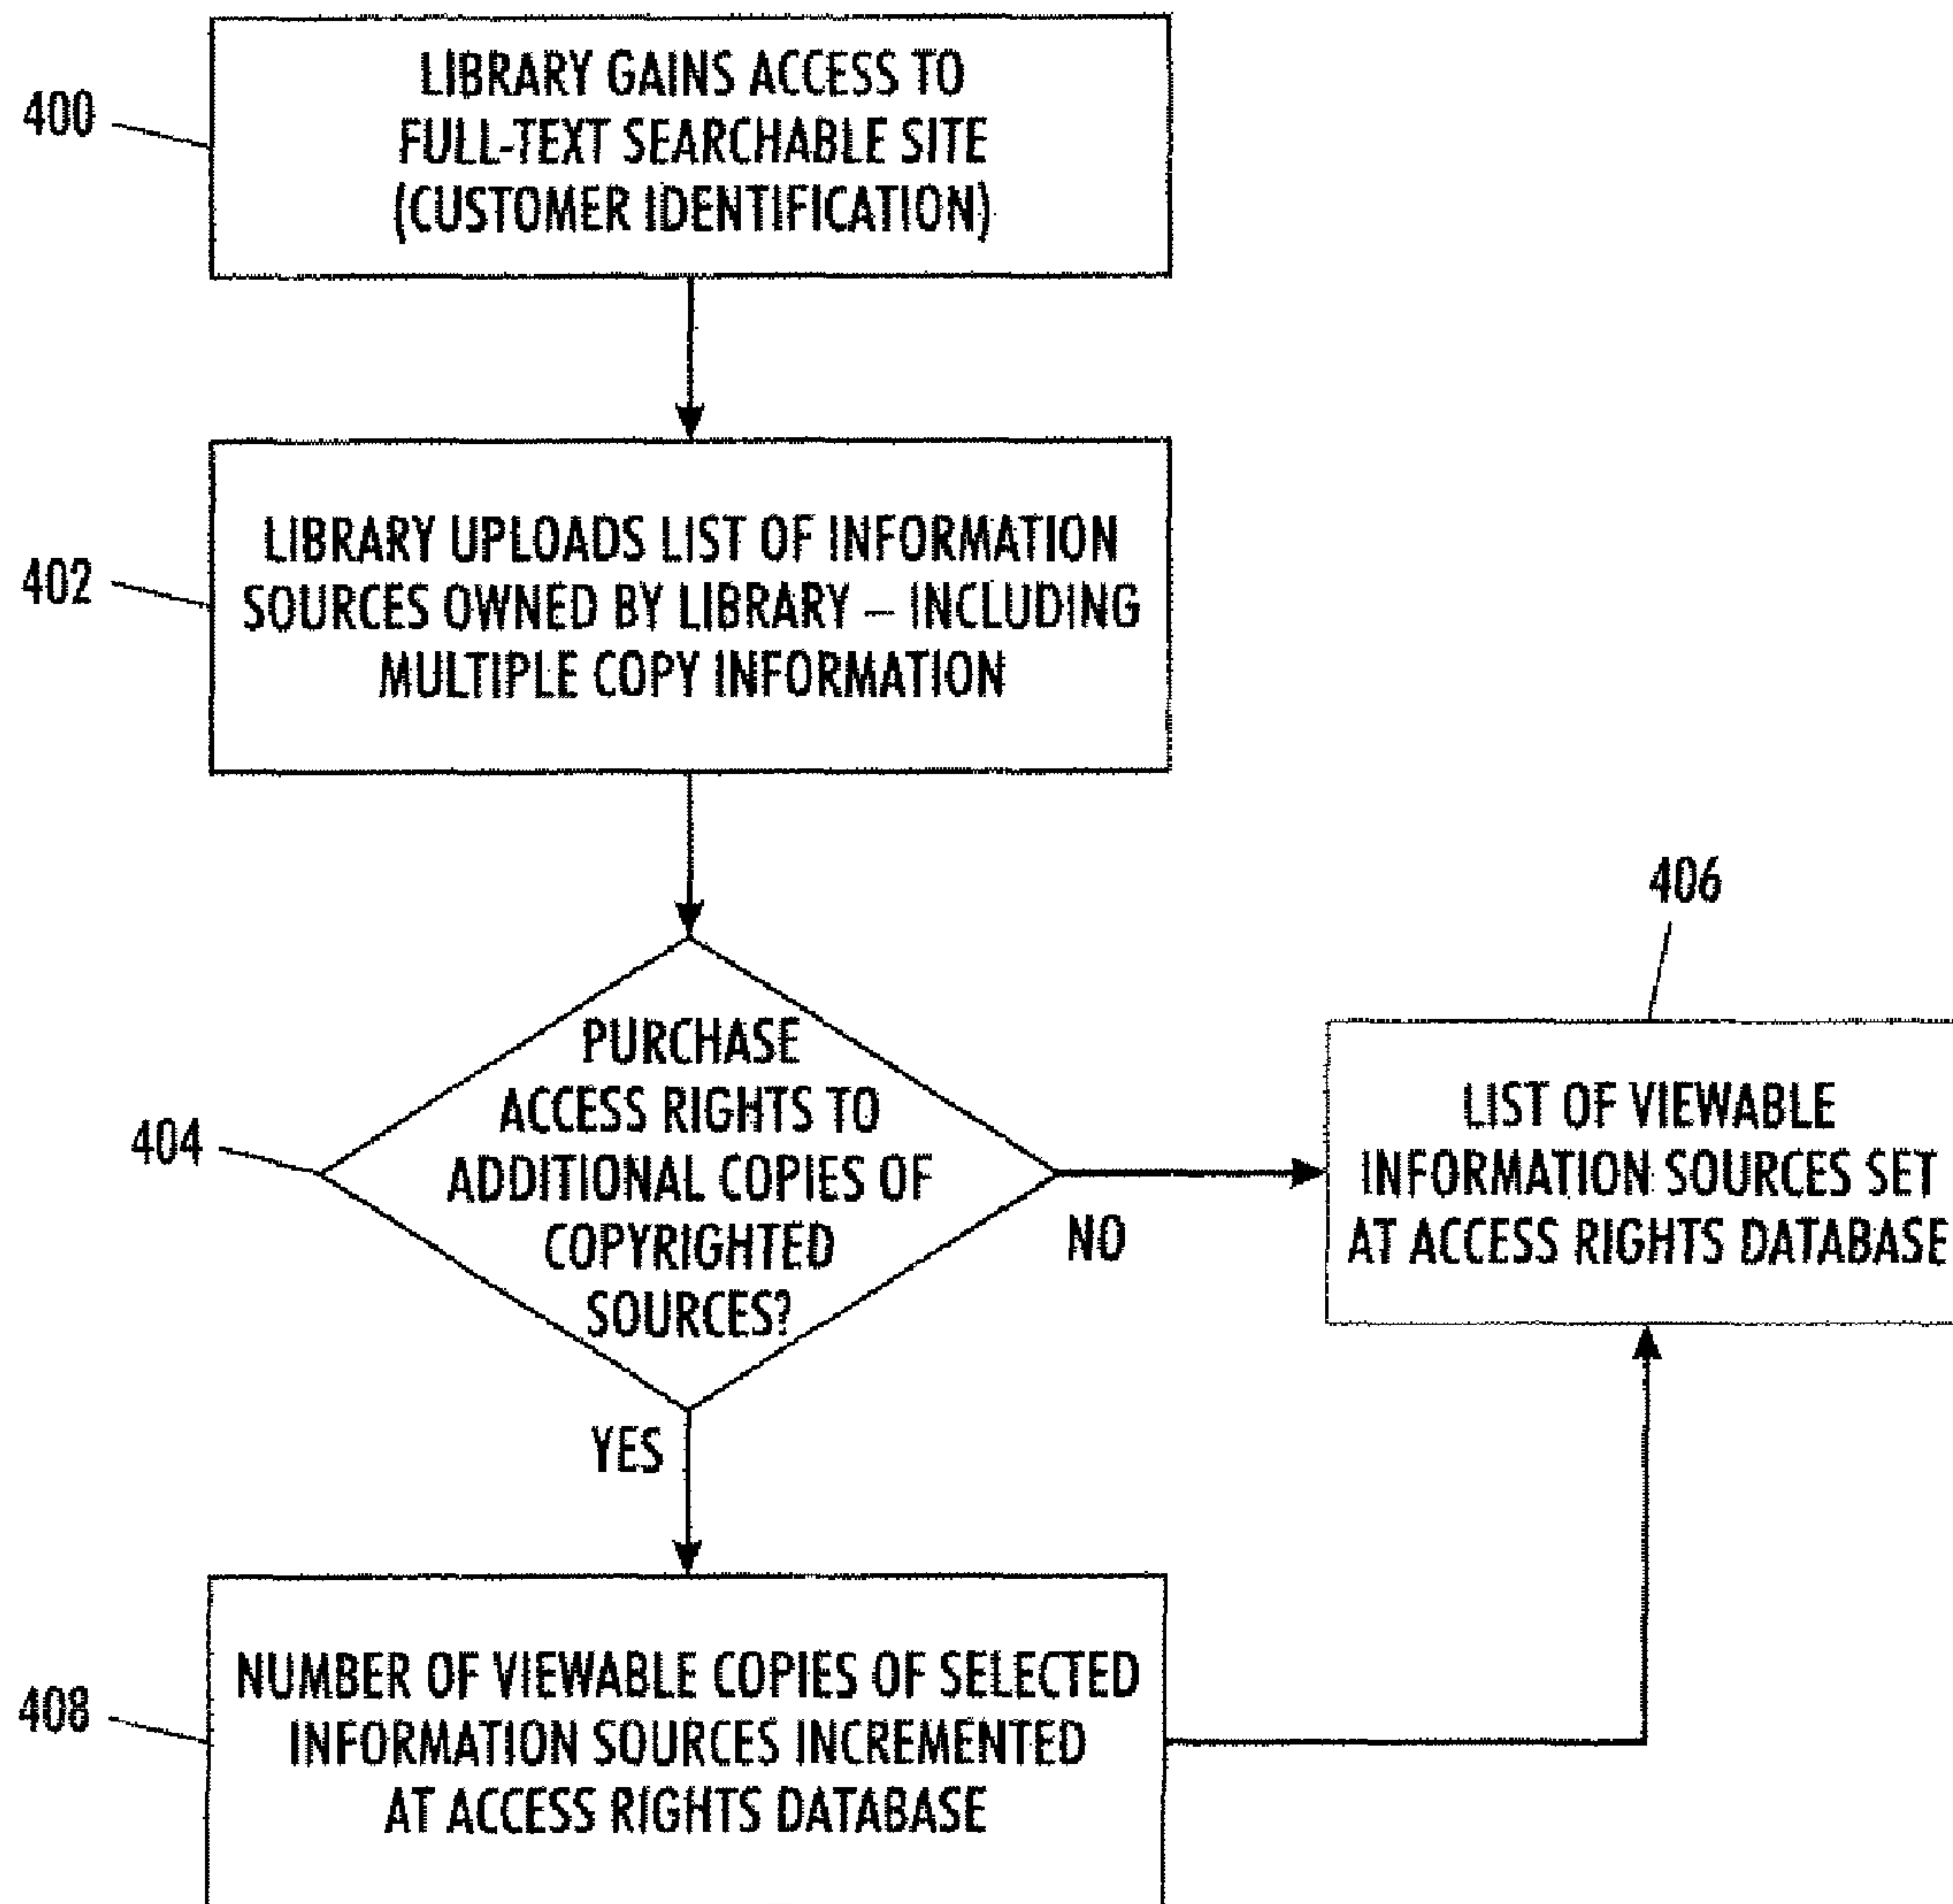 400
LIBRARY GAINS ACCESS TO
FULL-TEXT SEARCHABLE SITE
(CUSTOMER IDENTIFICATION)
402
LIBRARY UPLOADS LIST OF INFORMATION
SOURCES OWNED BY LIBRARY – INCLUDING
MULTIPLE COPY INFORMATION
404
PURCHASE
ACCESS RIGHTS TO
ADDITIONAL COPIES OF
COPYRIGHTED
SOURCES?
NO
406
LIST OF VIEWABLE
INFORMATION SOURCES SET
AT ACCESS RIGHTS DATABASE
YES
408
NUMBER OF VIEWABLE COPIES OF SELECTED
INFORMATION SOURCES INCREMENTED
AT ACCESS RIGHTS DATABASE